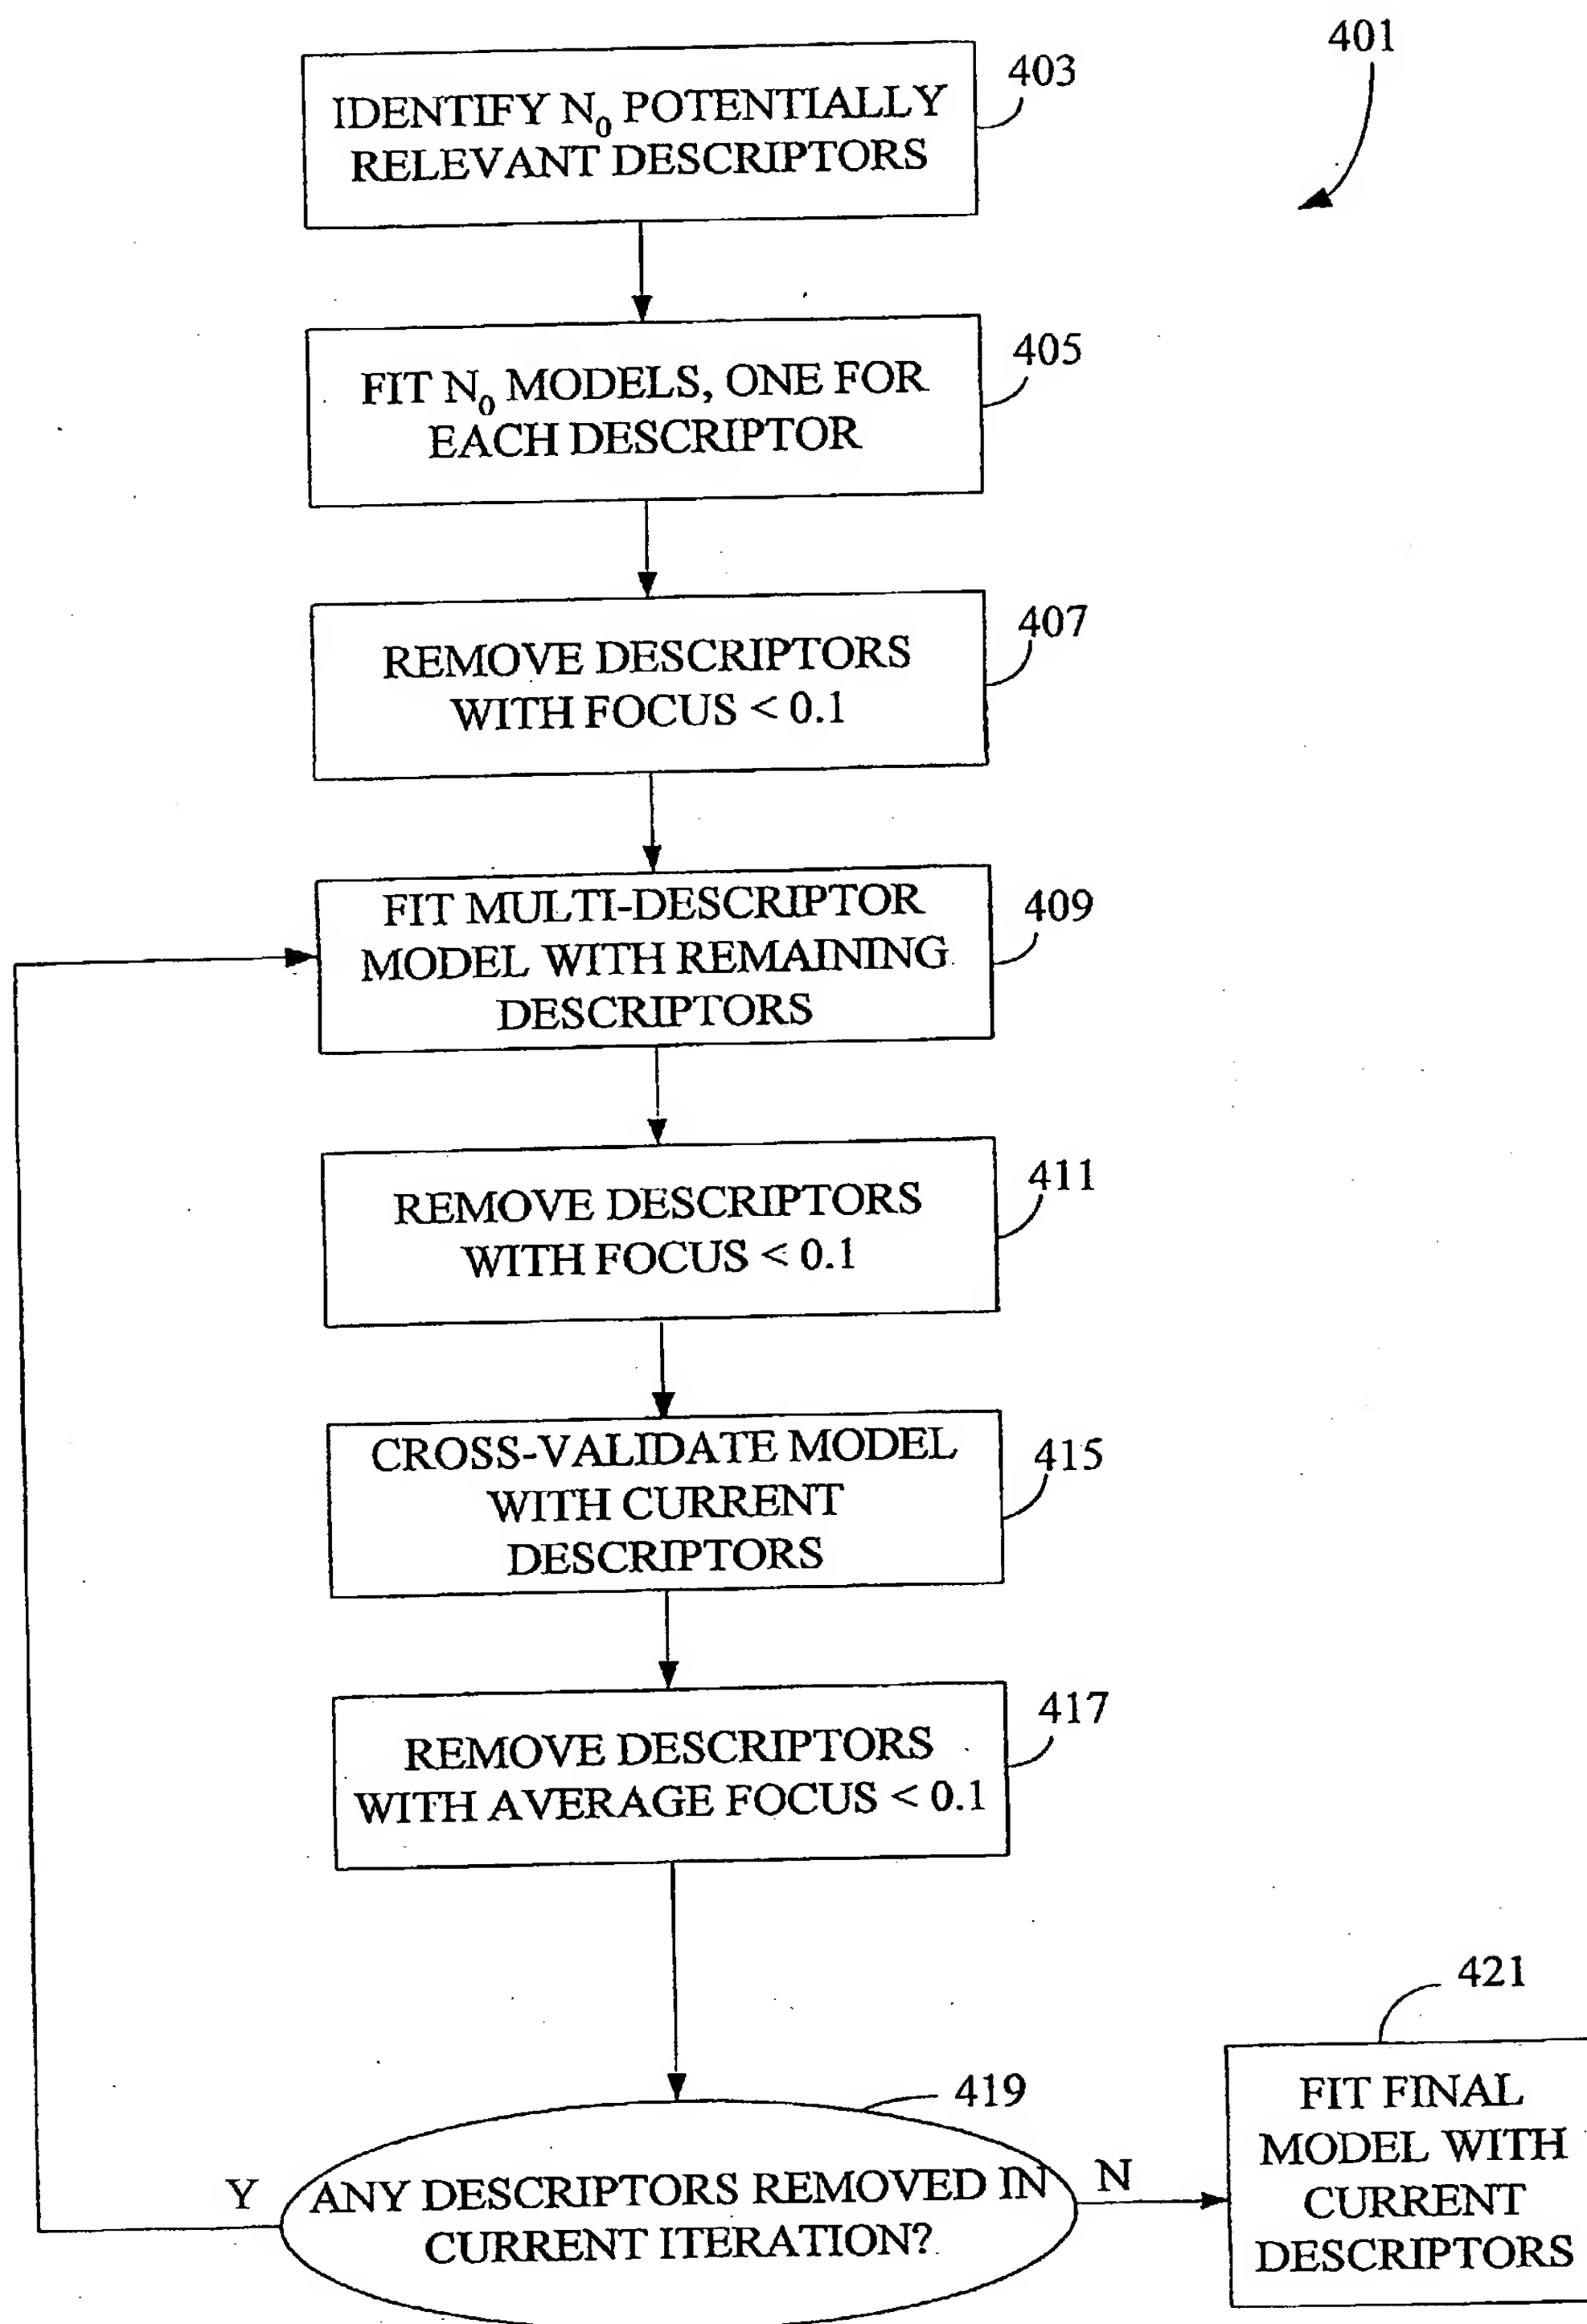 401
403
IDENTIFY N₀ POTENTIALLY
RELEVANT DESCRIPTORS
405
FIT N₀ MODELS, ONE FOR
EACH DESCRIPTOR
407
REMOVE DESCRIPTORS
WITH FOCUS < 0.1
409
FIT MULTI-DESCRIPTOR
MODEL WITH REMAINING
DESCRIPTORS
411
REMOVE DESCRIPTORS
WITH FOCUS < 0.1
415
CROSS-VALIDATE MODEL
WITH CURRENT
DESCRIPTORS
417
REMOVE DESCRIPTORS
WITH AVERAGE FOCUS < 0.1
419
Y
ANY DESCRIPTORS REMOVED IN
CURRENT ITERATION?
N
421
FIT FINAL
MODEL WITH
CURRENT
DESCRIPTORS